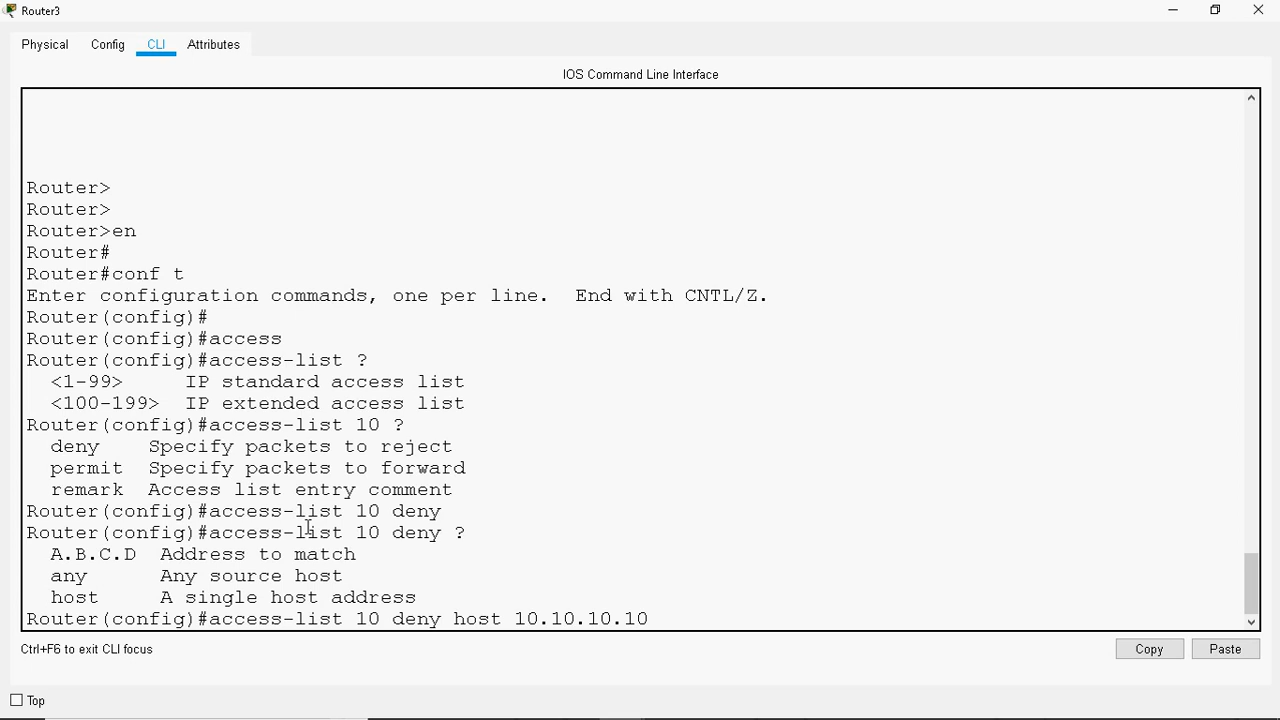 Router3
Physical Config CLI Attributes
IOS Command Line Interface
Router>
Router>
Router>en
Router#
Router#conf t
Enter configuration commands, one per line.  End with CNTL/Z.
Router(config)#
Router(config)#access
Router(config)#access-list ?
  <1-99>     IP standard access list
  <100-199>  IP extended access list
Router(config)#access-list 10 ?
  deny    Specify packets to reject
  permit  Specify packets to forward
  remark  Access list entry comment
Router(config)#access-list 10 deny
Router(config)#access-list 10 deny ?
  A.B.C.D  Address to match
  any      Any source host
  host     A single host address
Router(config)#access-list 10 deny host 10.10.10.10
Ctrl+F6 to exit CLI focus
Copy Paste
Top